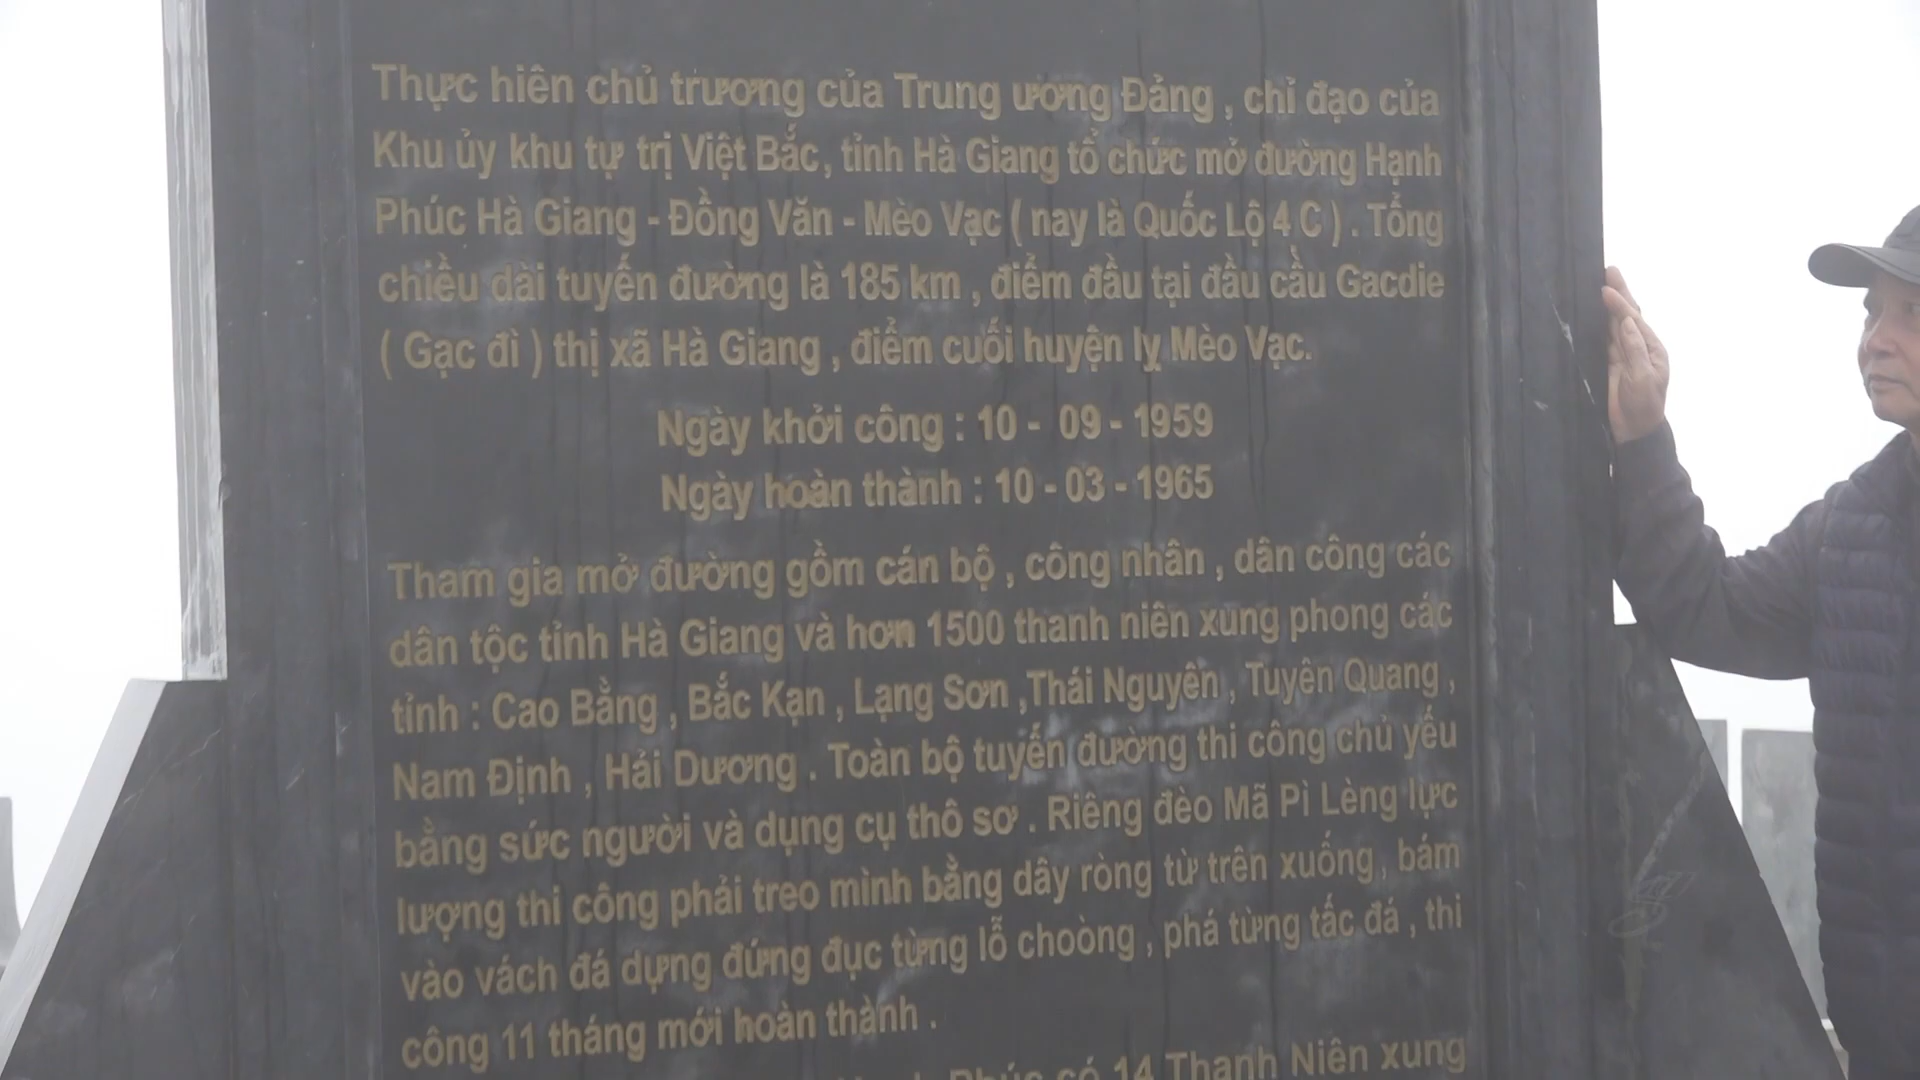 Thực hiên chủ trương của Trung ương Đảng , chỉ đạo của
Khu ủy khu tự trị Việt Bắc, tỉnh Hà Giang tổ chức mở đường Hạnh
Phúc Hà Giang - Đồng Văn - Mèo Vạc ( nay là Quốc Lộ 4 C ) . Tổng
chiều dài tuyến đường là 185 km , điểm đầu tại đầu cầu Gacdie
( Gạc đì ) thị xã Hà Giang , điểm cuối huyện lỵ Mèo Vạc.
Ngày khởi công : 10 - 09 - 1959
Ngày hoàn thành : 10 - 03 - 1965
Tham gia mở đường gồm cán bộ , công nhân , dân công các
dân tộc tỉnh Hà Giang và hơn 1500 thanh niên xung phong các
tỉnh : Cao Bằng , Bắc Kạn , Lạng Sơn ,Thái Nguyên , Tuyên Quang ,
Nam Định , Hải Dương . Toàn bộ tuyến đường thi công chủ yếu
bằng sức người và dụng cụ thô sơ . Riêng đèo Mã Pì Lèng lực
lượng thi công phải treo mình bằng dây ròng từ trên xuống , bám
vào vách đá dựng đứng đục từng lỗ choòng , phá từng tấc đá , thi
công 11 tháng mới hoàn thành .
Phúc có 14 Thanh Niên xung